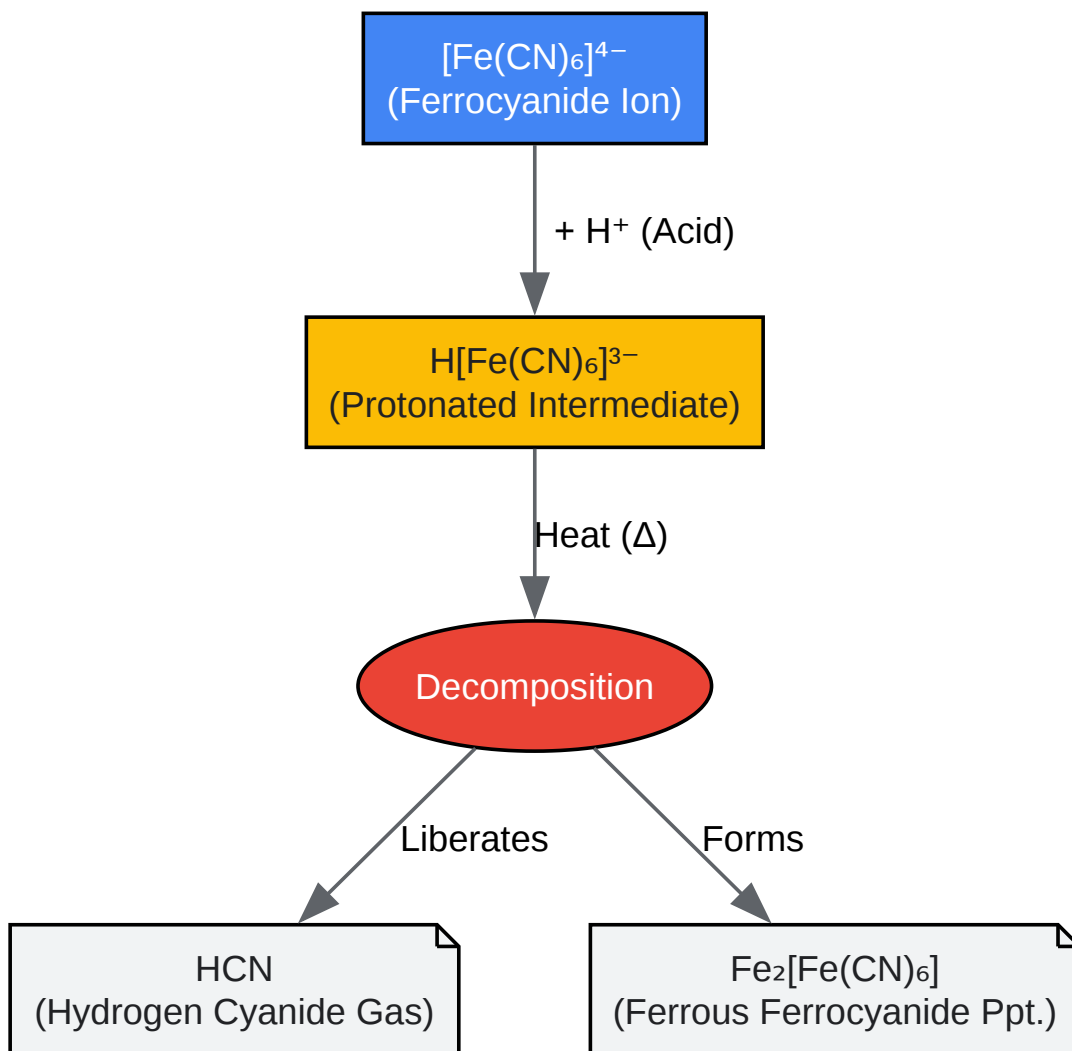 [Fe(CN)₆]⁴⁻
(Ferrocyanide Ion)
+ H⁺ (Acid)
H[Fe(CN)₆]³⁻
(Protonated Intermediate)
Heat (Δ)
Decomposition
Liberates
Forms
HCN
(Hydrogen Cyanide Gas)
Fe₂[Fe(CN)₆]
(Ferrous Ferrocyanide Ppt.)